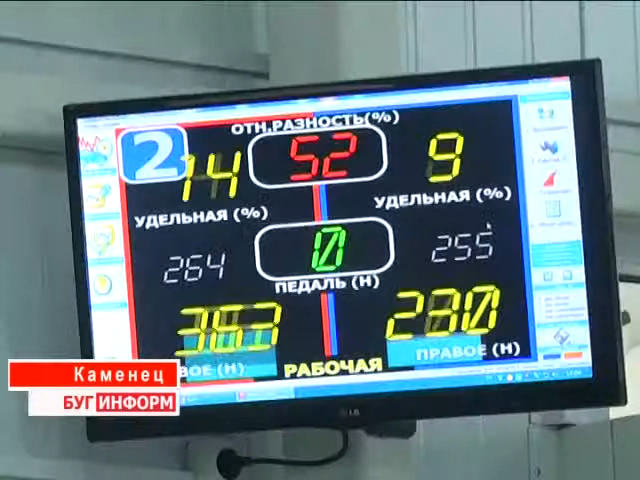 ОТН.РАЗНОСТЬ(%)
2 14 52 9
УДЕЛЬНАЯ (%) УДЕЛЬНАЯ (%)
264 0 255
ПЕДАЛЬ (Н)
363 280
ВОЕ (Н) РАБОЧАЯ ПРАВОЕ (Н)
LG
Каменец
БУГ ИНФОРМ